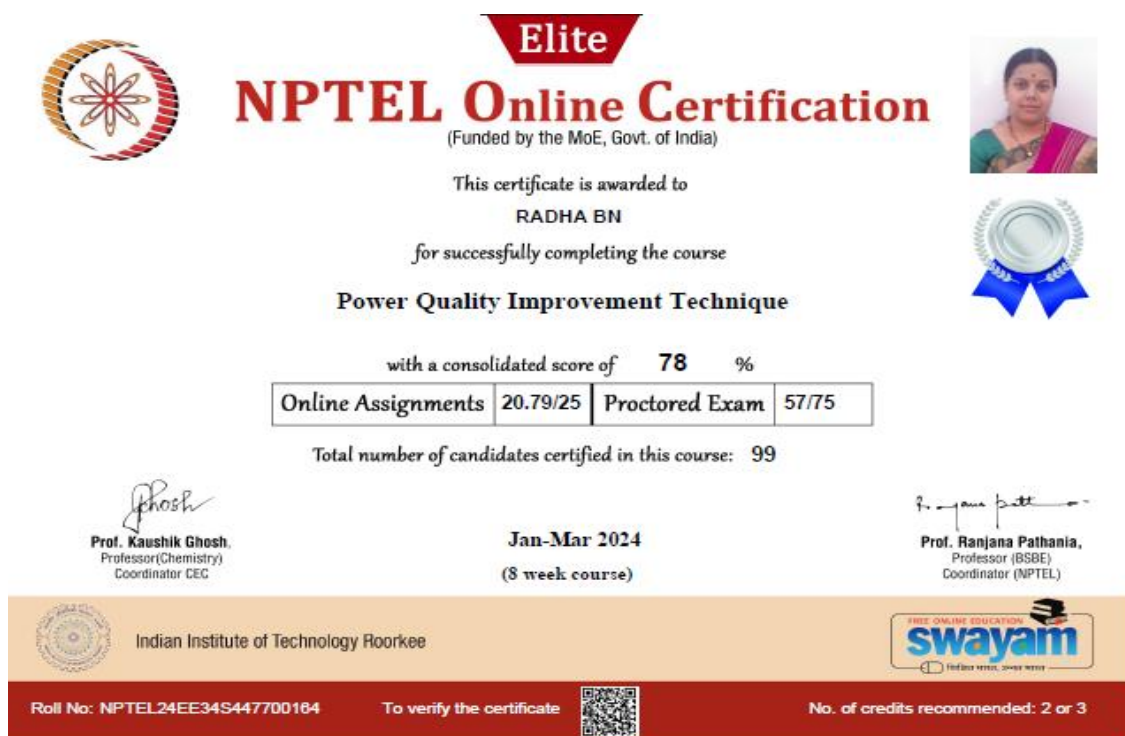 Elite
NPTEL Online Certification
(Funded by the MoE, Govt. of India)
This certificate is awarded to
RADHA BN
for successfully completing the course
Power Quality Improvement Technique
with a consolidated score of 78 %
Online Assignments 20.79/25 Proctored Exam 57/75
Total number of candidates certified in this course: 99
Prof. Kaushik Ghosh,
Professor(Chemistry)
Coordinator CEC
Jan-Mar 2024
(8 week course)
Prof. Ranjana Pathania,
Professor (BSBE)
Coordinator (NPTEL)
Indian Institute of Technology Roorkee
FREE ONLINE EDUCATION
swayam
Roll No: NPTEL24EE34S447700164 To verify the certificate No. of credits recommended: 2 or 3